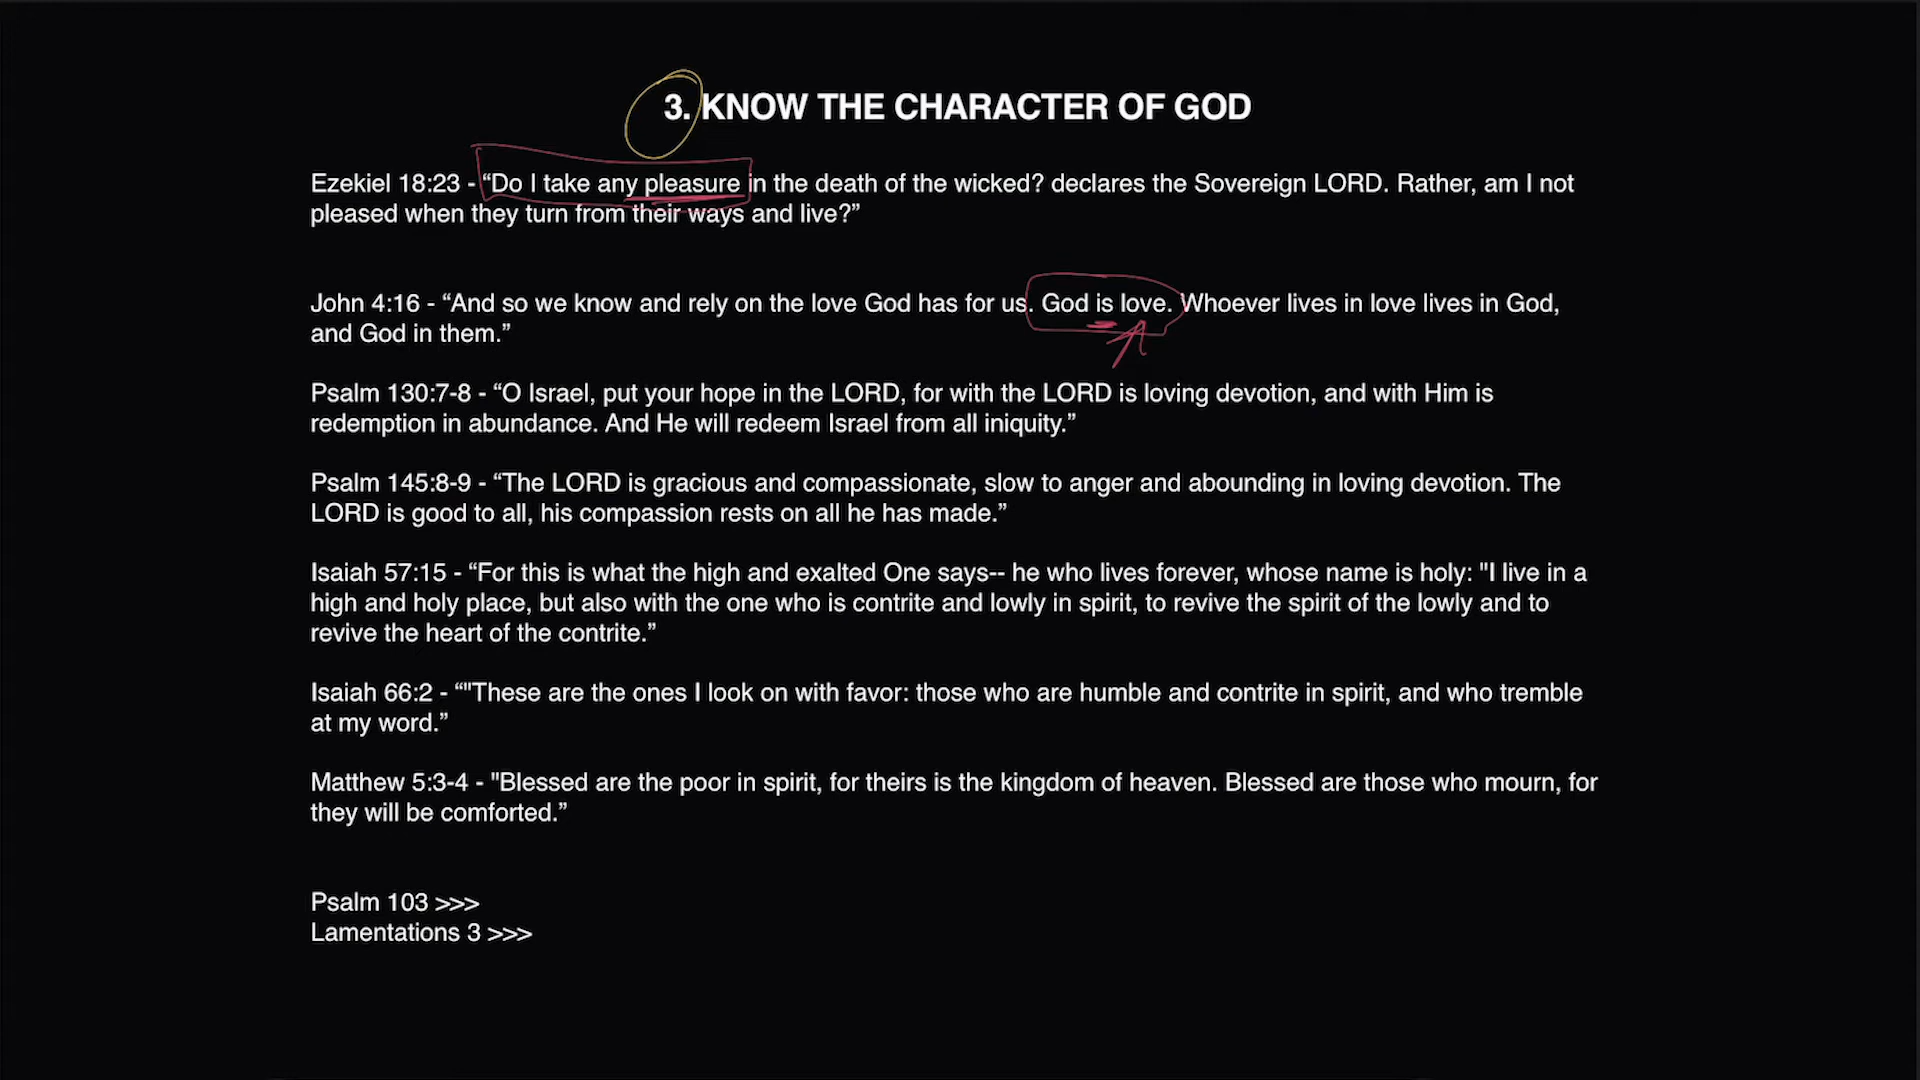 3. KNOW THE CHARACTER OF GOD
Ezekiel 18:23 - “Do I take any pleasure in the death of the wicked? declares the Sovereign LORD. Rather, am I not
pleased when they turn from their ways and live?”
John 4:16 - “And so we know and rely on the love God has for us. God is love. Whoever lives in love lives in God,
and God in them.”
Psalm 130:7-8 - “O Israel, put your hope in the LORD, for with the LORD is loving devotion, and with Him is
redemption in abundance. And He will redeem Israel from all iniquity.”
Psalm 145:8-9 - “The LORD is gracious and compassionate, slow to anger and abounding in loving devotion. The
LORD is good to all, his compassion rests on all he has made.”
Isaiah 57:15 - “For this is what the high and exalted One says-- he who lives forever, whose name is holy: "I live in a
high and holy place, but also with the one who is contrite and lowly in spirit, to revive the spirit of the lowly and to
revive the heart of the contrite.”
Isaiah 66:2 - “"These are the ones I look on with favor: those who are humble and contrite in spirit, and who tremble
at my word.”
Matthew 5:3-4 - "Blessed are the poor in spirit, for theirs is the kingdom of heaven. Blessed are those who mourn, for
they will be comforted.”
Psalm 103 >>>
Lamentations 3 >>>